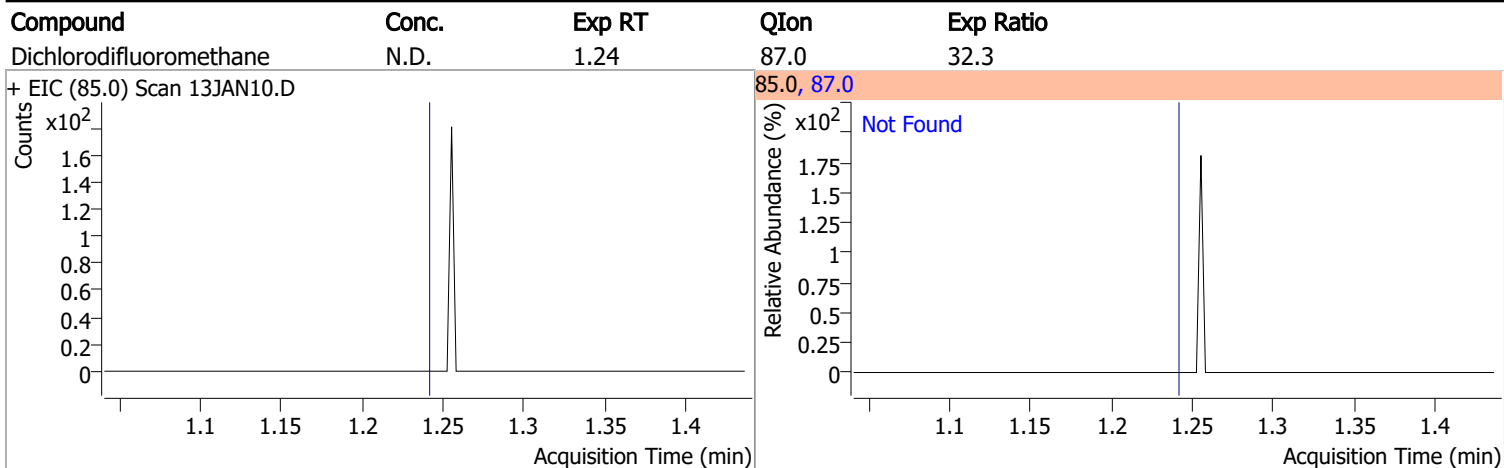 Compound Conc. Exp RT QIon Exp Ratio
Dichlorodifluoromethane N.D. 1.24 87.0 32.3
+ EIC (85.0) Scan 13JAN10.D
Counts
x10²
1.6
1.4
1.2
1
0.8
0.6
0.4
0.2
0
1.1 1.15 1.2 1.25 1.3 1.35 1.4
Acquisition Time (min)
85.0, 87.0
Relative Abundance (%)
x10²
Not Found
1.75
1.5
1.25
1
0.75
0.5
0.25
0
1.1 1.15 1.2 1.25 1.3 1.35 1.4
Acquisition Time (min)